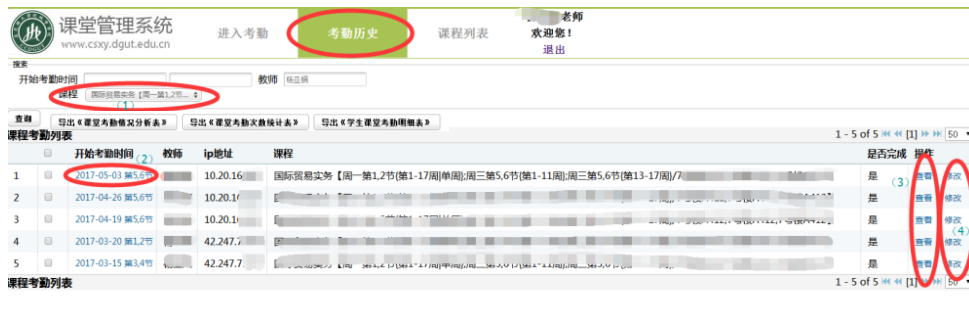 课堂管理系统
www.csxy.dgut.edu.cn
进入考勤
考勤历史
课程列表
老师
欢迎您！
退出
搜索
开始考勤时间
教师
课程
国际贸易实务【周一第1,2节...
(1)
查询
导出《课堂考勤情况分析表》
导出《课堂考勤次数统计表》
导出《学生课堂考勤明细表》
课程考勤列表
1 - 5 of 5 [1] 50
开始考勤时间 (2) 教师 ip地址 课程 是否完成 操作
1 2017-05-03 第5,6节 10.20.16 国际贸易实务【周一第1,2节{第1-17周|单周};周三第5,6节{第1-11周};周三第5,6节{第13-17周}/7 是 (3) 查看 修改
2 2017-04-26 第5,6节 10.20.1 是 查看 修改
3 2017-04-19 第5,6节 10.20.1 是 查看 修改
(4)
4 2017-03-20 第1,2节 42.247.7 是 查看 修改
5 2017-03-15 第3,4节 42.247.7 是 查看 修改
课程考勤列表
1 - 5 of 5 [1] 50